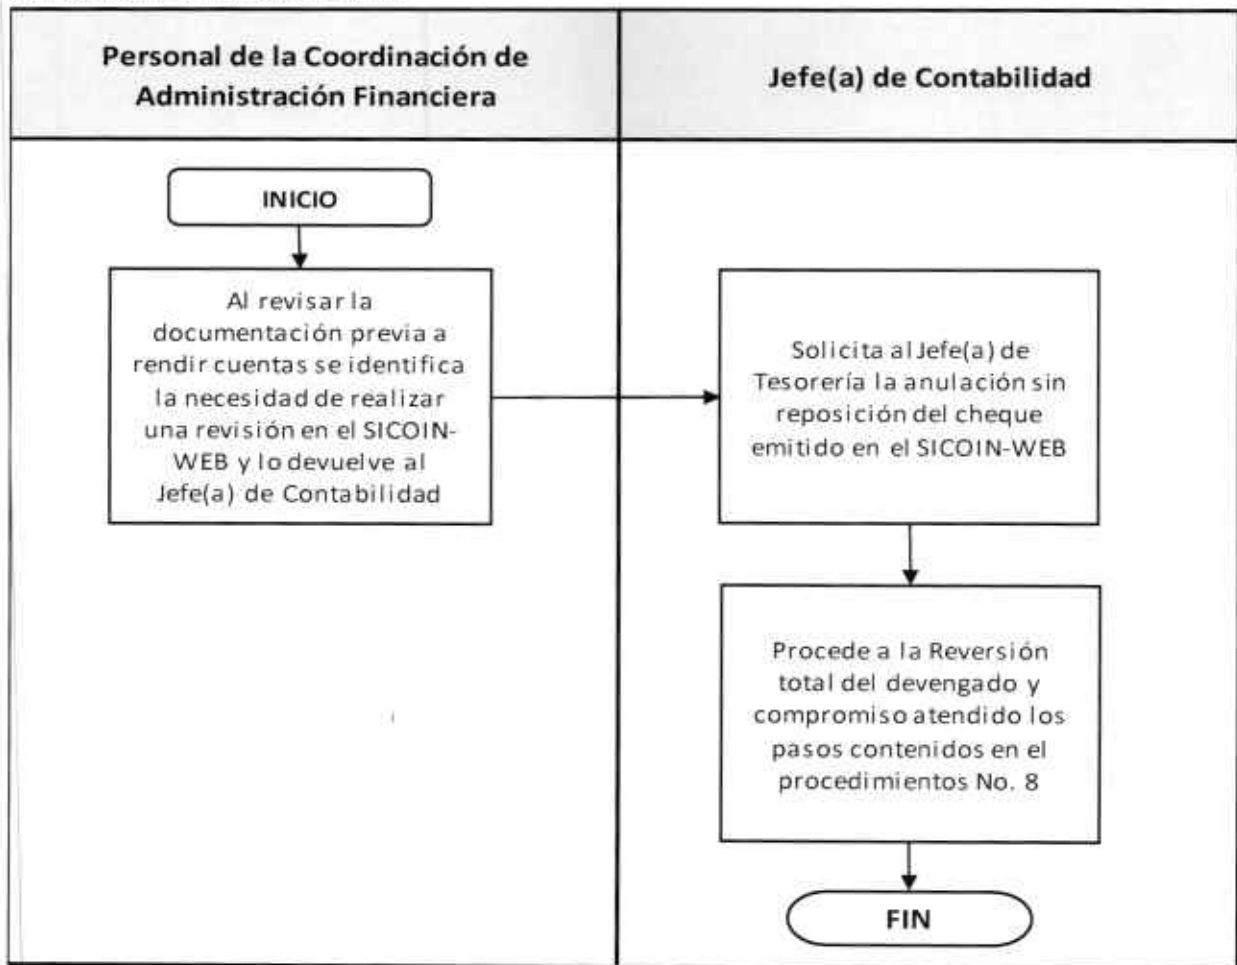 Personal de la Coordinación de
Administración Financiera
Jefe(a) de Contabilidad
INICIO
Al revisar la
documentación previa a
rendir cuentas se identifica
la necesidad de realizar
una revisión en el SICOIN-
WEB y lo devuelve al
Jefe(a) de Contabilidad
Solicita al Jefe(a) de
Tesorería la anulación sin
reposición del cheque
emitido en el SICOIN-WEB
Procede a la Reversión
total del devengado y
compromiso atendido los
pasos contenidos en el
procedimientos No. 8
FIN